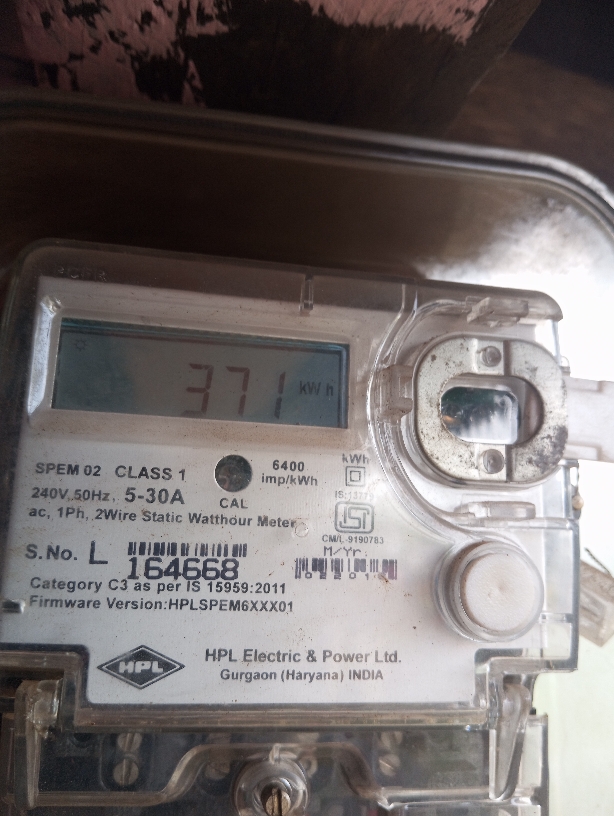 371 kWh
SPEM 02 CLASS 1
6400
imp/kWh
kWh
240V,50Hz, 5-30A
CAL
ac, 1Ph, 2Wire Static Watthour Meter
CM/L-9190783
S.No. L 164668
M/Yr.
Category C3 as per IS 15959:2011
Firmware Version:HPLSPEM6XXX01
HPL
HPL Electric & Power Ltd.
Gurgaon (Haryana) INDIA